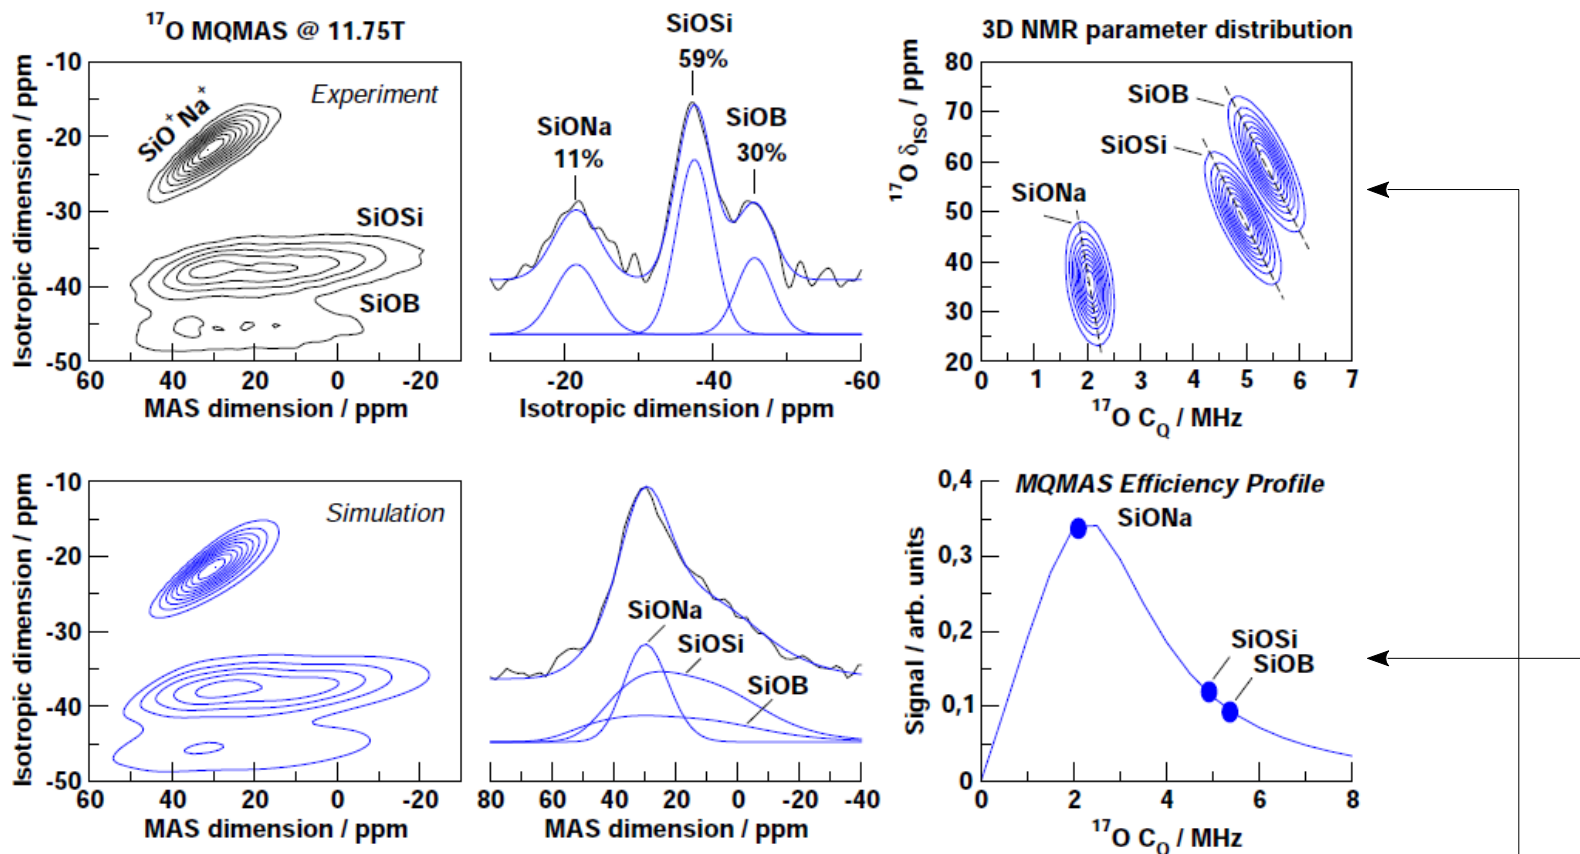 ¹⁷O MQMAS @ 11.75T
Isotropic dimension / ppm
-10
-20
-30
-40
-50
Experiment
SiO⁺Na⁺
SiOSi
SiOB
60 40 20 0 -20
MAS dimension / ppm
SiOSi
59%
SiONa
11%
SiOB
30%
-20 -40 -60
Isotropic dimension / ppm
3D NMR parameter distribution
¹⁷O δ_Iso / ppm
80
70
60
50
40
30
20
SiOB
SiOSi
SiONa
0 1 2 3 4 5 6 7
¹⁷O C_Q / MHz
Isotropic dimension / ppm
-10
-20
-30
-40
-50
Simulation
60 40 20 0 -20
MAS dimension / ppm
SiONa
SiOSi
SiOB
80 60 40 20 0 -20 -40
MAS dimension / ppm
MQMAS Efficiency Profile
Signal / arb. units
0,4
0,3
0,2
0,1
0
SiONa
SiOSi
SiOB
0 2 4 6 8
¹⁷O C_Q / MHz